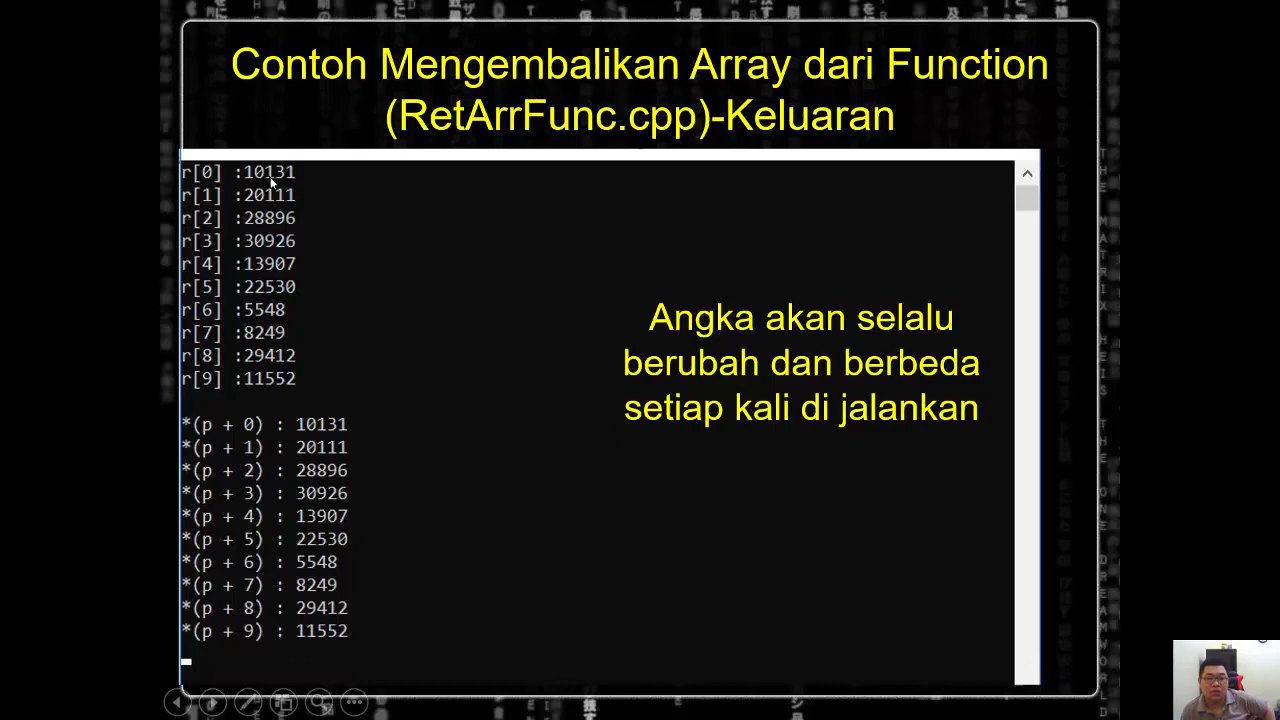 Contoh Mengembalikan Array dari Function
(RetArrFunc.cpp)-Keluaran
r[0] :10131
r[1] :20111
r[2] :28896
r[3] :30926
r[4] :13907
r[5] :22530
r[6] :5548
r[7] :8249
r[8] :29412
r[9] :11552
*(p + 0) : 10131
*(p + 1) : 20111
*(p + 2) : 28896
*(p + 3) : 30926
*(p + 4) : 13907
*(p + 5) : 22530
*(p + 6) : 5548
*(p + 7) : 8249
*(p + 8) : 29412
*(p + 9) : 11552
Angka akan selalu
berubah dan berbeda
setiap kali di jalankan